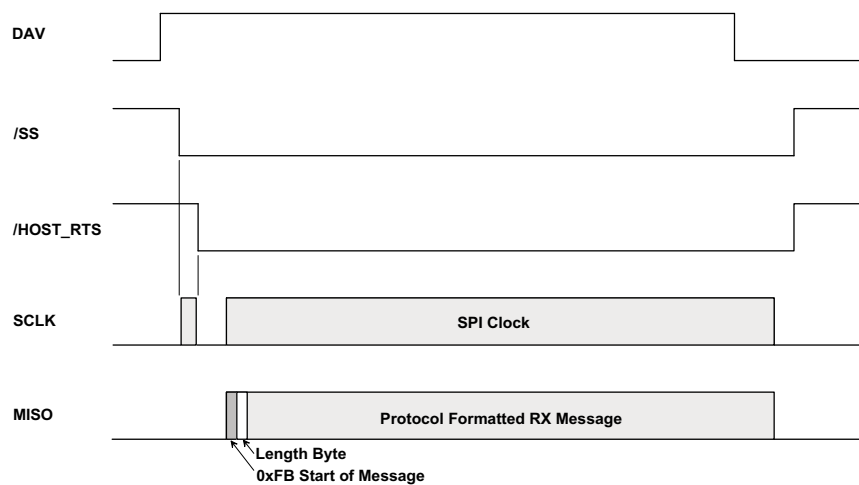 DAV
/SS
/HOST_RTS
SCLK
SPI Clock
MISO
Protocol Formatted RX Message
Length Byte
0xFB Start of Message